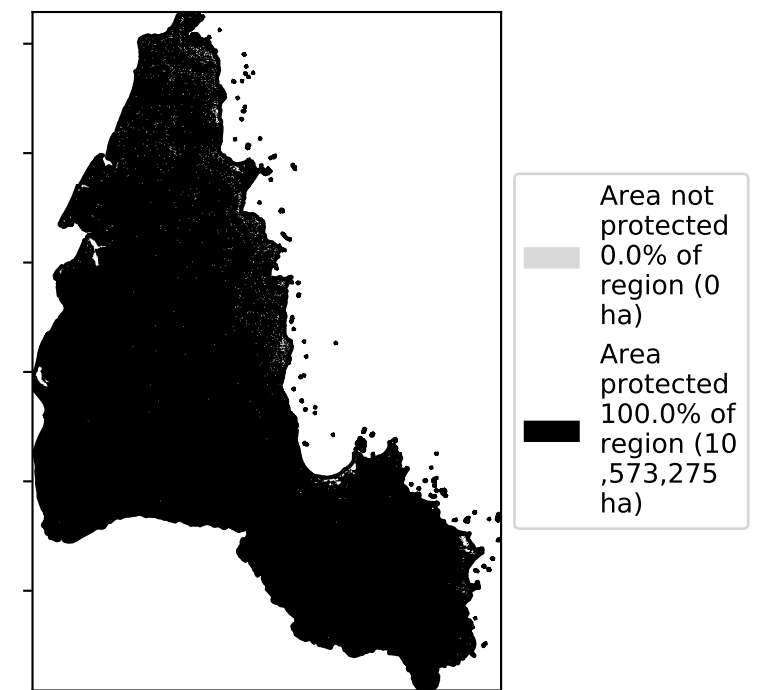 Area not
protected
0.0% of
region (0
ha)
Area
protected
100.0% of
region (10
,573,275
ha)